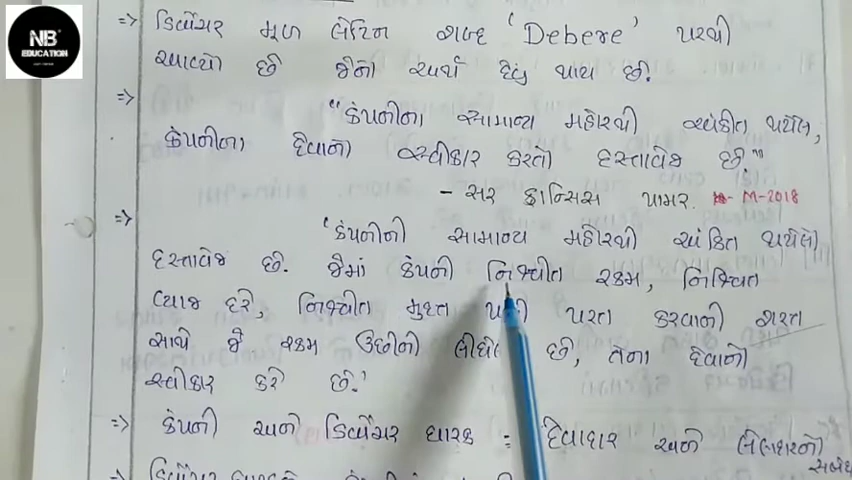 NB
EDUCATION
=> ડિબેંચર મૂળ લેટિન શબ્દ 'Debere' પરથી
આવ્યો છે જેનો અર્થ દેવું થાય છે.
=> "કંપનીના સામાન્ય મહોરથી અંકીત થયેલ,
કંપનીના દેવાનો સ્વીકાર કરતો દસ્તાવેજ છે."
- સર ફ્રાન્સિસ પામર. M-2018
=> 'કંપનીની સામાન્ય મહોરથી અંકિત થયેલો
દસ્તાવેજ છે. જેમાં કંપની નિશ્ચીત રકમ, નિશ્ચિત
વ્યાજ દરે, નિશ્ચીત મુદત પછી પરત કરવાની શરત
સાથે જે રકમ ઉછીની લીધેલ છે, તેના દેવાનો
સ્વીકાર કરે છે.'
=> કંપની અને ડિબેંચર ધારક = દેવાદાર અને લેણદારનો
સંબંધ
=>